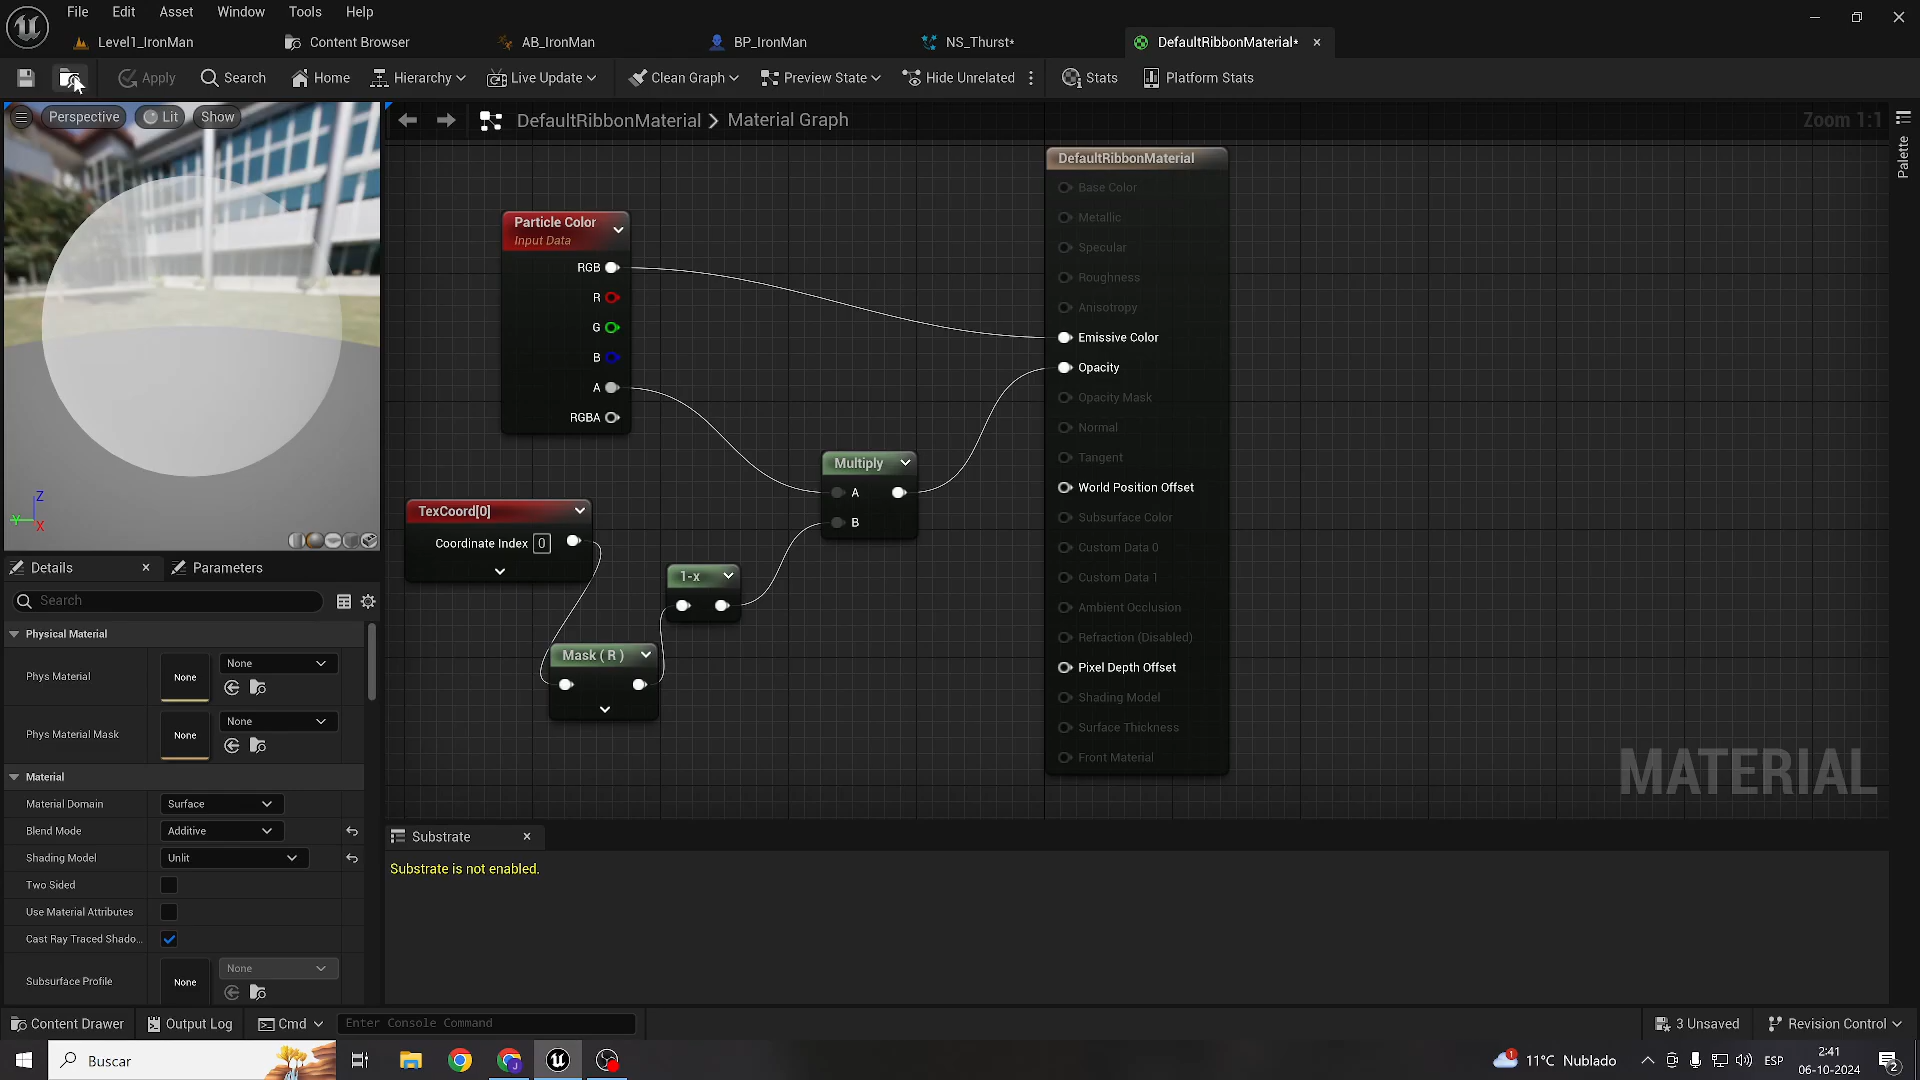 File Edit Asset Window Tools Help
Level1_IronMan Content Browser AB_IronMan BP_IronMan NS_Thurst* DefaultRibbonMaterial*
Apply Search Home Hierarchy Live Update Clean Graph Preview State Hide Unrelated Stats Platform Stats
Perspective Lit Show
DefaultRibbonMaterial > Material Graph
Zoom 1:1
Palette
Particle Color
Input Data
RGB
R
G
B
A
RGBA
TexCoord[0]
Coordinate Index 0
Mask ( R )
1-x
Multiply
A
B
DefaultRibbonMaterial
Base Color
Metallic
Specular
Roughness
Anisotropy
Emissive Color
Opacity
Opacity Mask
Normal
Tangent
World Position Offset
Subsurface Color
Custom Data 0
Custom Data 1
Ambient Occlusion
Refraction (Disabled)
Pixel Depth Offset
Shading Model
Surface Thickness
Front Material
MATERIAL
Z
Y
X
Details Parameters
Search
Physical Material
Phys Material None None
Phys Material Mask None None
Material
Material Domain Surface
Blend Mode Additive
Shading Model Unlit
Two Sided
Use Material Attributes
Cast Ray Traced Shado...
Subsurface Profile None None
Substrate
Substrate is not enabled.
Content Drawer Output Log Cmd Enter Console Command 3 Unsaved Revision Control
Buscar 1 11°C Nublado ESP 2:41
06-10-2024 2